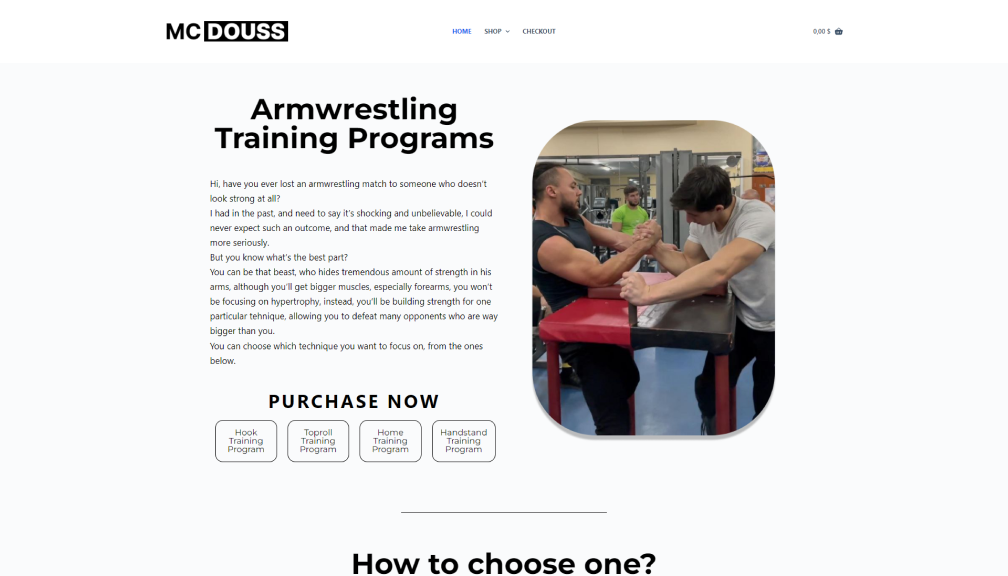 MC DOUSS
HOME SHOP CHECKOUT
0,00 $
Armwrestling
Training Programs
Hi, have you ever lost an armwrestling match to someone who doesn't
look strong at all?
I had in the past, and need to say it's shocking and unbelievable, I could
never expect such an outcome, and that made me take armwrestling
more seriously.
But you know what's the best part?
You can be that beast, who hides tremendous amount of strength in his
arms, although you'll get bigger muscles, especially forearms, you won't
be focusing on hypertrophy, instead, you'll be building strength for one
particular tehnique, allowing you to defeat many opponents who are way
bigger than you.
You can choose which technique you want to focus on, from the ones
below.
PURCHASE NOW
Hook
Training
Program
Toproll
Training
Program
Home
Training
Program
Handstand
Training
Program
How to choose one?